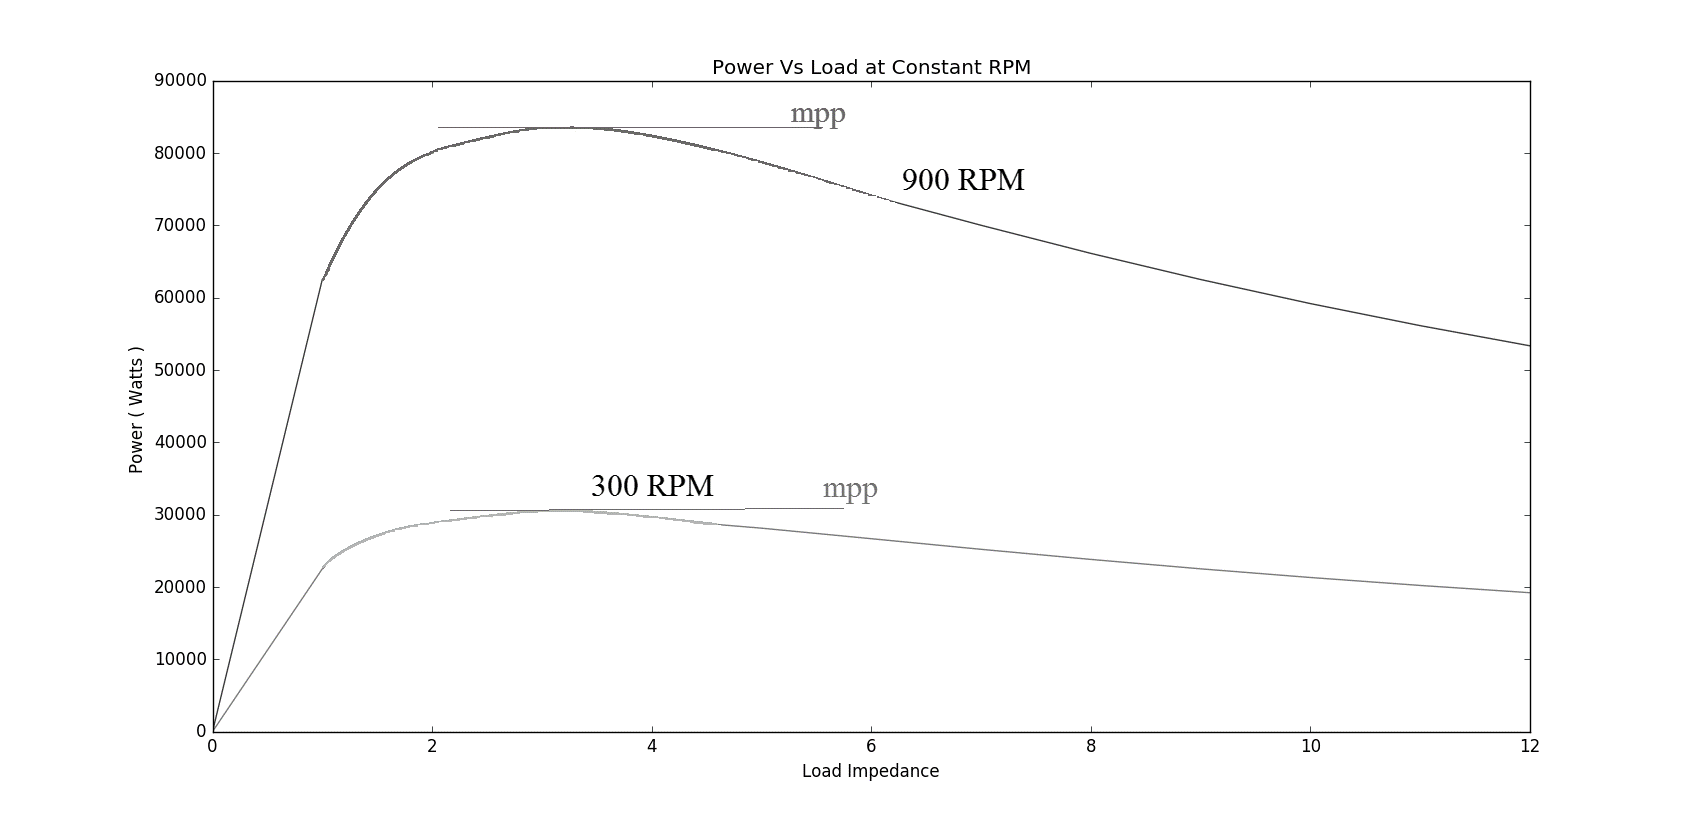 Power Vs Load at Constant RPM
90000
80000
70000
60000
50000
40000
30000
20000
10000
0
Power ( Watts )
mpp
900 RPM
300 RPM
mpp
0 2 4 6 8 10 12
Load Impedance